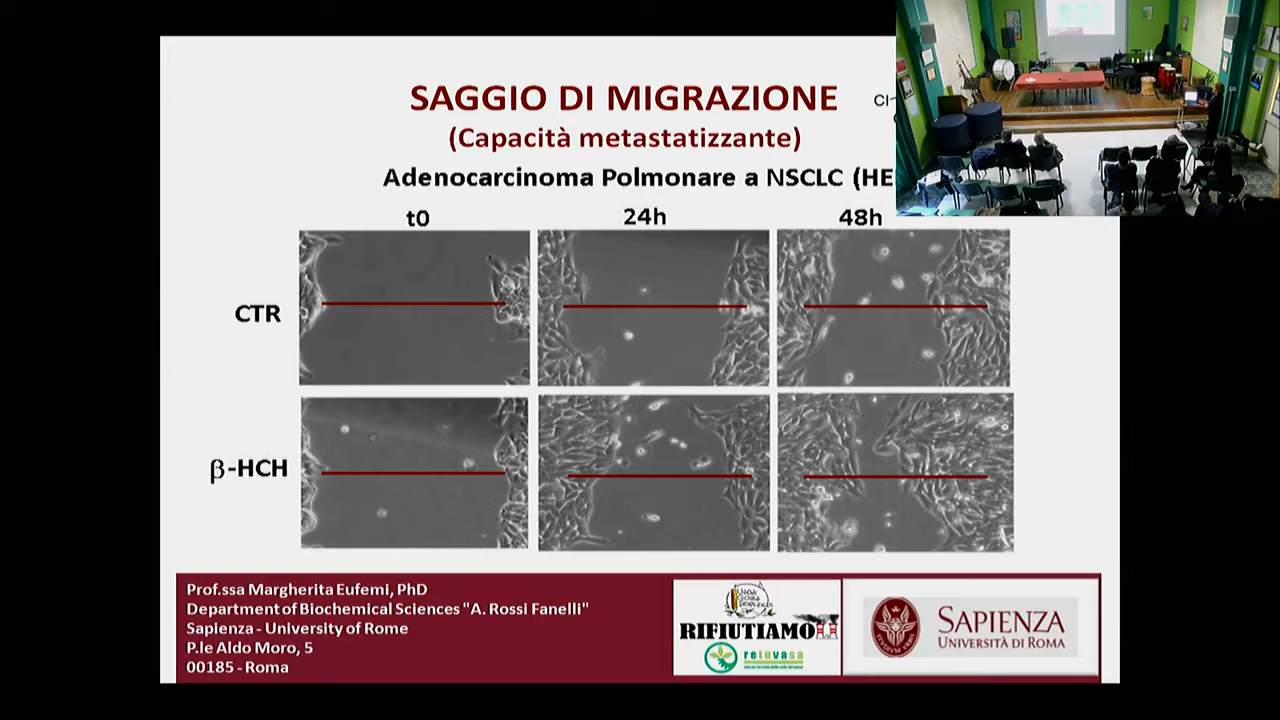 SAGGIO DI MIGRAZIONE
CI
(Capacità metastatizzante)
Adenocarcinoma Polmonare a NSCLC (HE
t0 24h 48h
CTR
β-HCH
Prof.ssa Margherita Eufemi, PhD
Department of Biochemical Sciences "A. Rossi Fanelli"
Sapienza - University of Rome
P.le Aldo Moro, 5
00185 - Roma
RIFIUTIAMO
retuvasa
SAPIENZA
UNIVERSITÀ DI ROMA